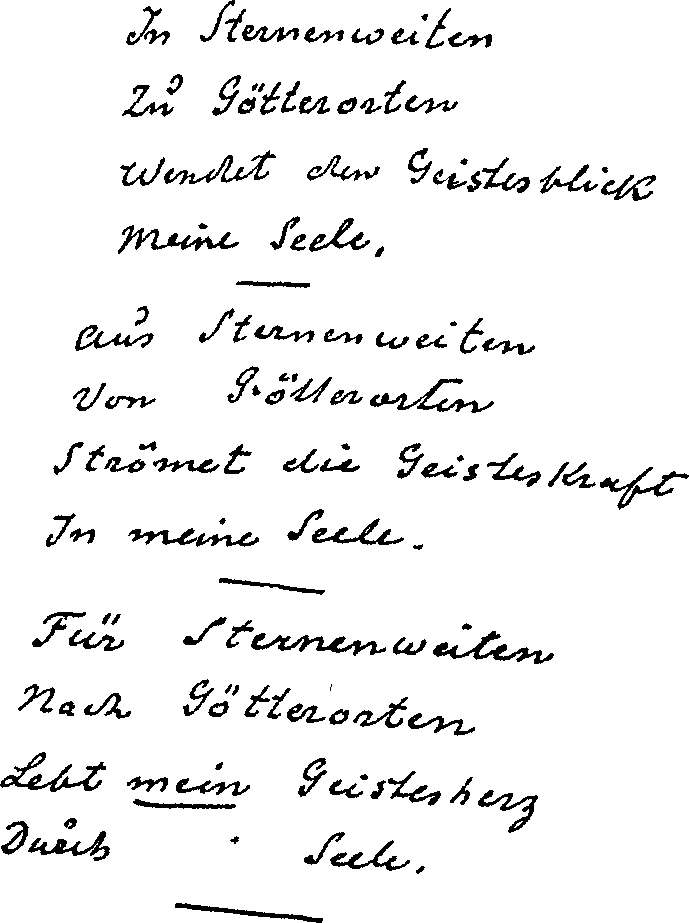 In Sternenweiten
Zu Götterorten
Wendet den Geistesblick
Meine Seele.
Aus Sternenweiten
Von Götterorten
Strömet die Geisteskraft
In meine Seele.
Für Sternenweiten
Nach Götterorten
Lebt mein Geistesherz
Durch Seele.